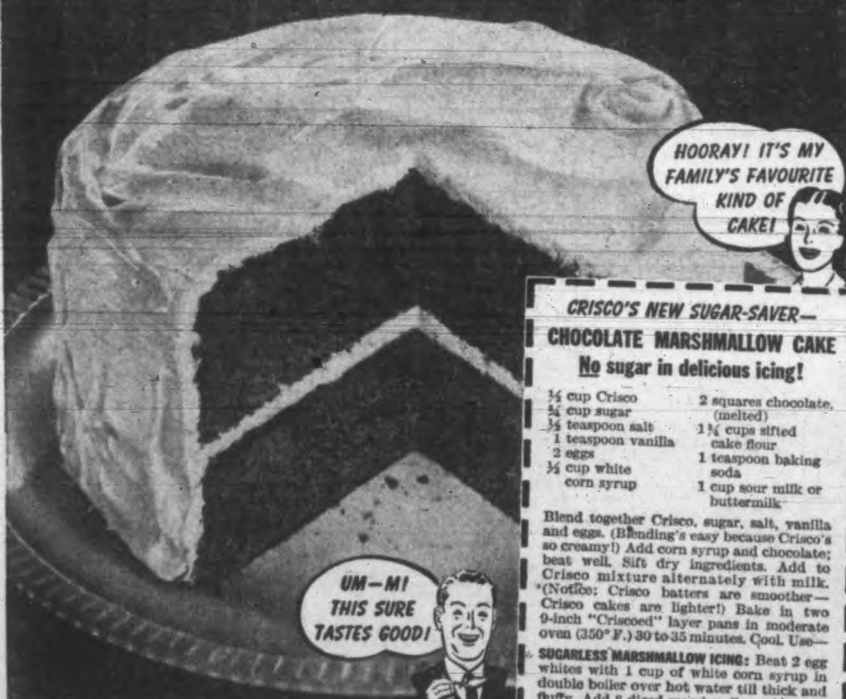 HOORAY! IT'S MY
FAMILY'S FAVOURITE
KIND OF
CAKE!
CRISCO'S NEW SUGAR-SAVER—
CHOCOLATE MARSHMALLOW CAKE
No sugar in delicious icing!
½ cup Crisco
¾ cup sugar
½ teaspoon salt
1 teaspoon vanilla
2 eggs
½ cup white
corn syrup
2 squares chocolate,
(melted)
1¾ cups sifted
cake flour
1 teaspoon baking
soda
1 cup sour milk or
buttermilk
Blend together Crisco, sugar, salt, vanilla
and eggs. (Blending's easy because Crisco's
so creamy!) Add corn syrup and chocolate;
beat well. Sift dry ingredients. Add to
Crisco mixture alternately with milk.
(Notice: Crisco batters are smoother—
Crisco cakes are lighter!) Bake in two
9-inch "Criscoed" layer pans in moderate
oven (350° F.) 30 to 35 minutes. Cool. Use—
SUGARLESS MARSHMALLOW ICING: Beat 2 egg
whites with 1 cup of white corn syrup in
double boiler over hot water till thick and
fluffy. Add
UM—M!
THIS SURE
TASTES GOOD!